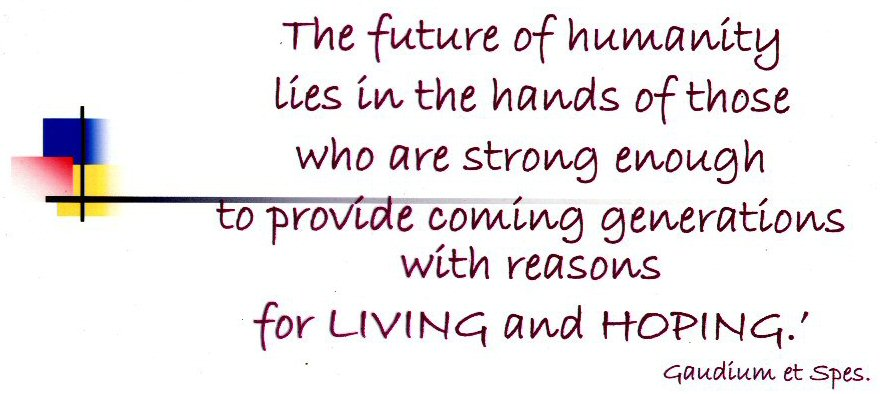 The future of humanity
lies in the hands of those
who are strong enough
to provide coming generations
with reasons
for LIVING and HOPING.'
Gaudium et Spes.